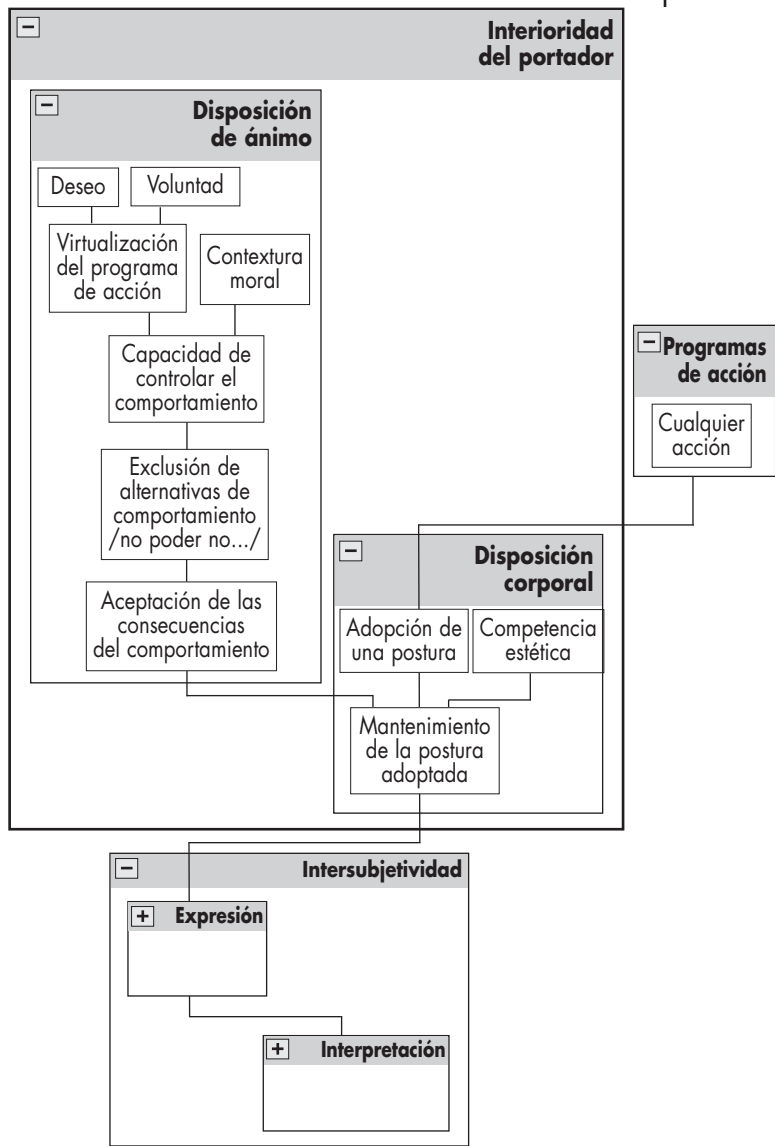 Interioridad
del portador
Disposición
de ánimo
Deseo
Voluntad
Virtualización
del programa
de acción
Contextura
moral
Capacidad de
controlar el
comportamiento
Exclusión de
alternativas de
comportamiento
/no poder no.../
Aceptación de las
consecuencias
del comportamiento
Programas
de acción
Cualquier
acción
Disposición
corporal
Adopción de
una postura
Competencia
estética
Mantenimiento
de la postura
adoptada
Intersubjetividad
Expresión
Interpretación